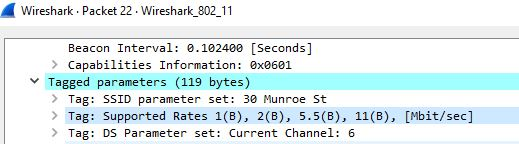 Wireshark · Packet 22 · Wireshark_802_11
Beacon Interval: 0.102400 [Seconds]
Capabilities Information: 0x0601
Tagged parameters (119 bytes)
Tag: SSID parameter set: 30 Munroe St
Tag: Supported Rates 1(B), 2(B), 5.5(B), 11(B), [Mbit/sec]
Tag: DS Parameter set: Current Channel: 6